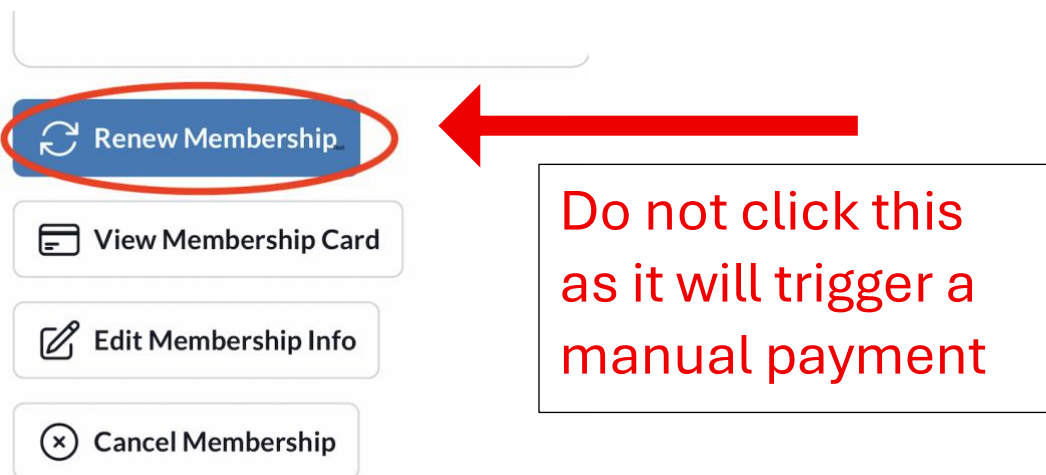 Renew Membership
View Membership Card
Edit Membership Info
Cancel Membership
Do not click this
as it will trigger a
manual payment